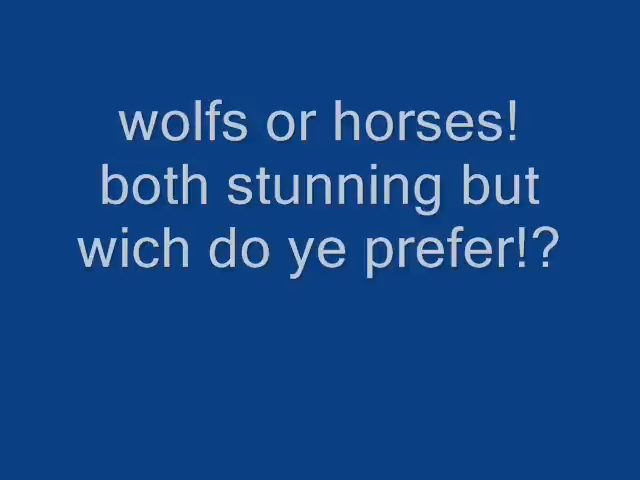 wolfs or horses!
both stunning but
wich do ye prefer!?